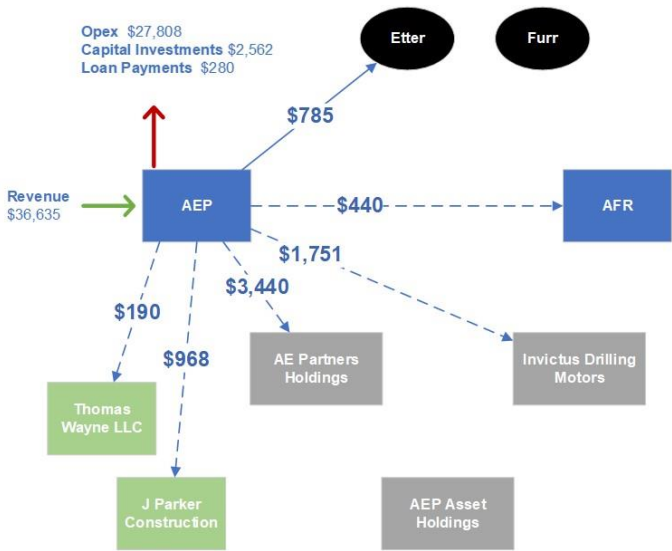 Opex $27,808
Capital Investments $2,562
Loan Payments $280
Etter
Furr
$785
Revenue
$36,635
AEP
$440
AFR
$1,751
$3,440
$190
$968
AE Partners
Holdings
Invictus Drilling
Motors
Thomas
Wayne LLC
J Parker
Construction
AEP Asset
Holdings